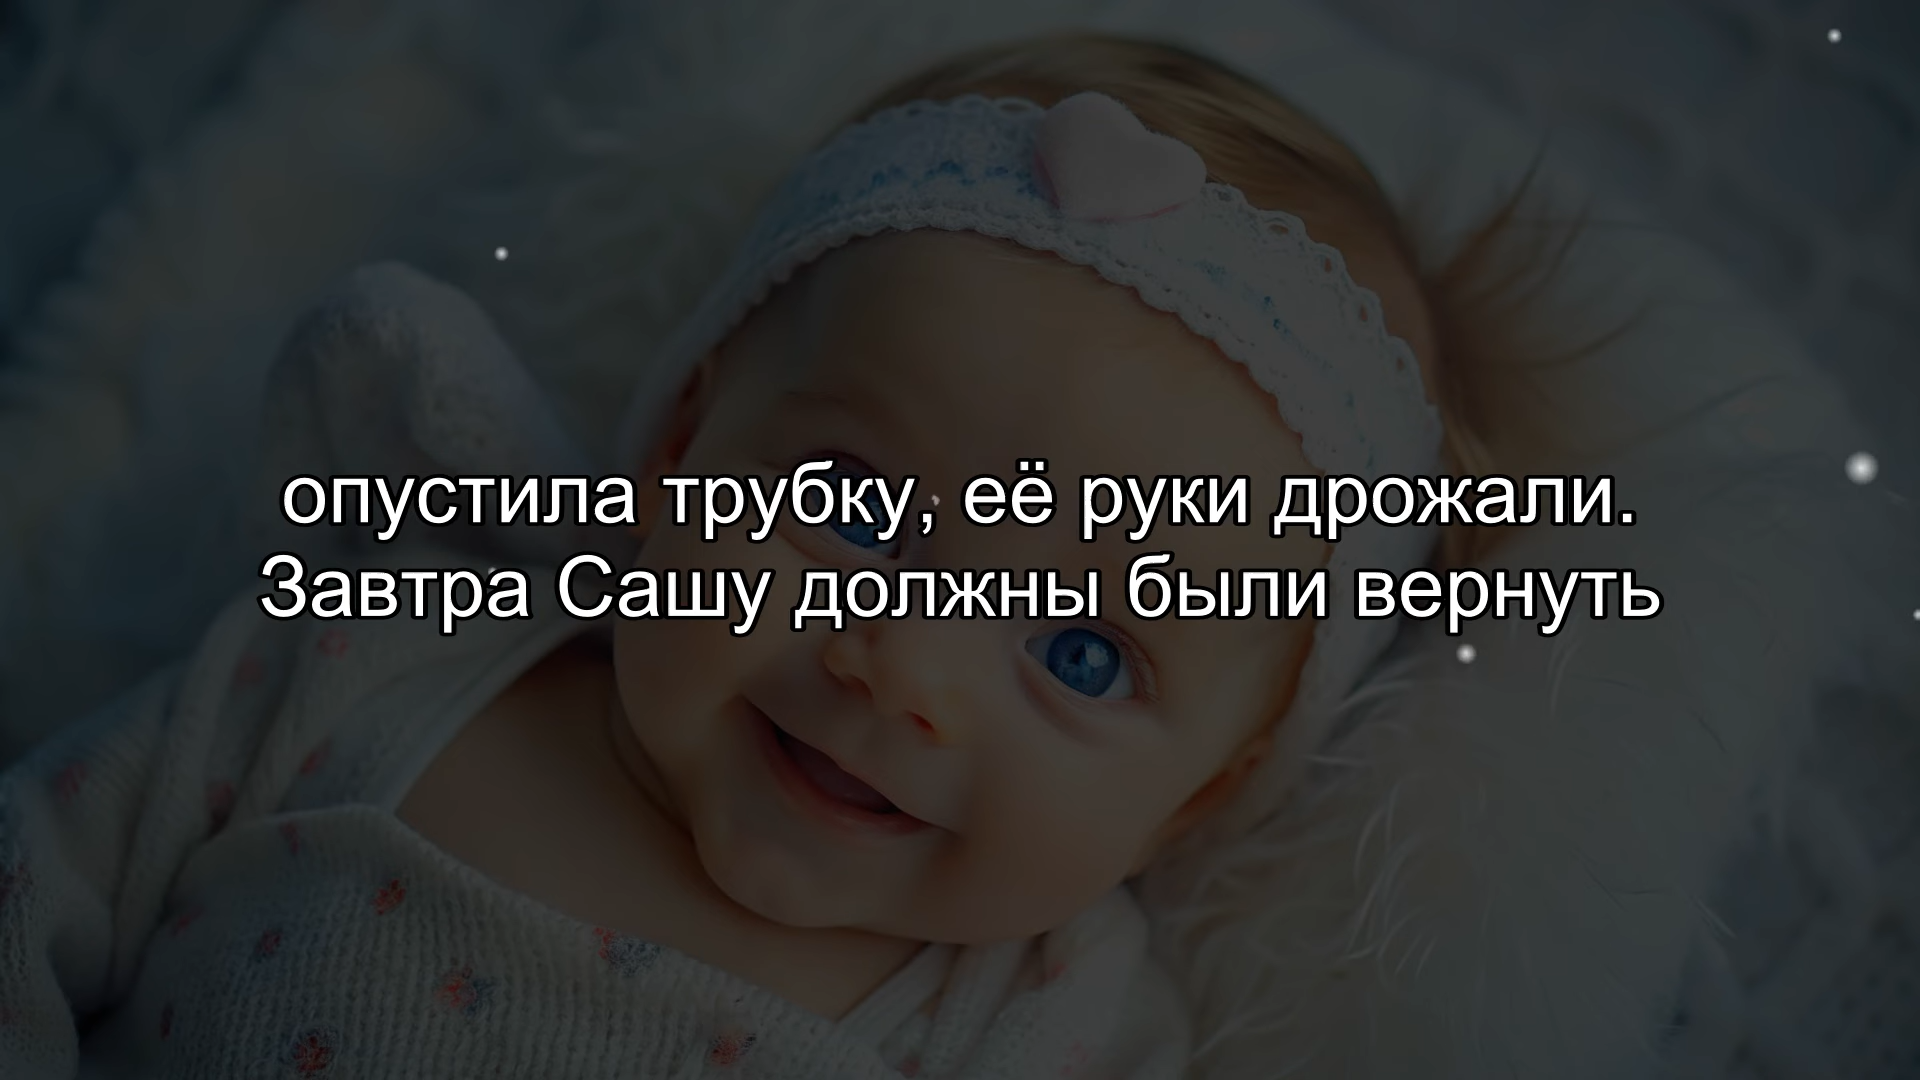 опустила трубку, её руки дрожали.
Завтра Сашу должны были вернуть